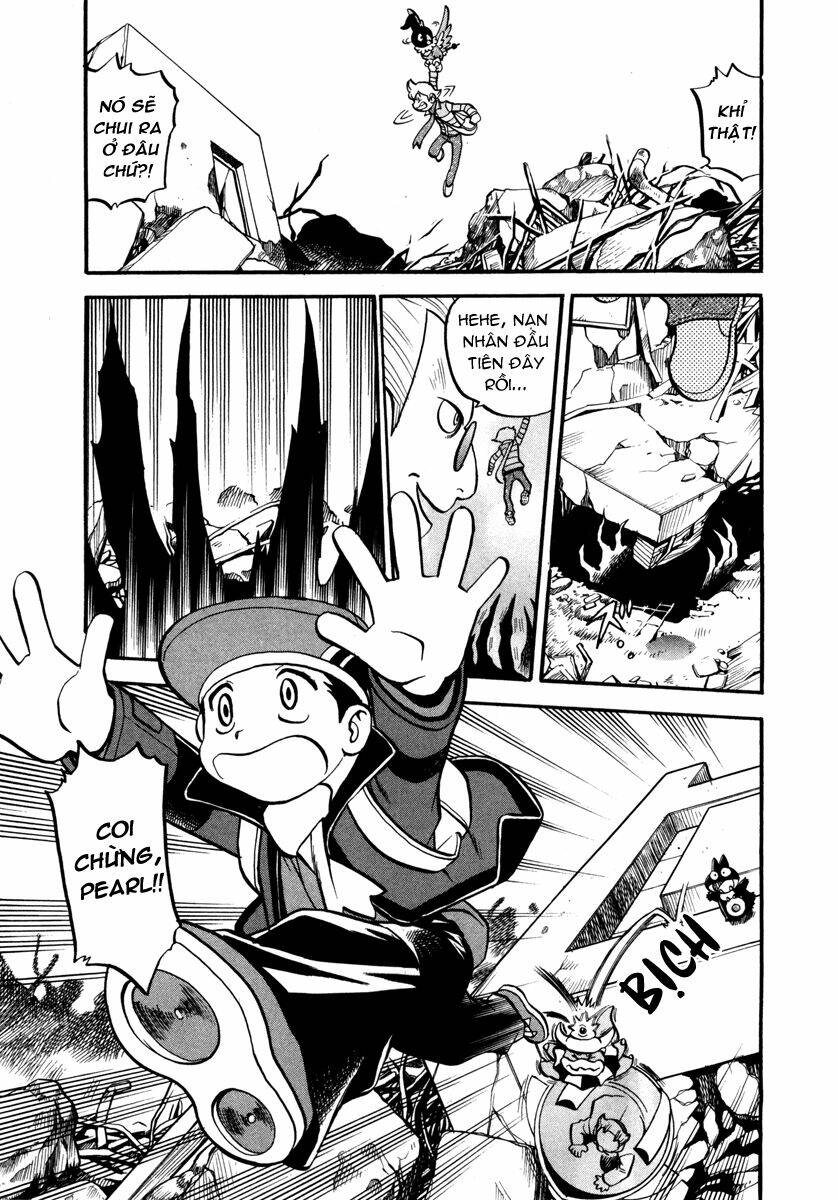 KHỈ
THẬT!
NÓ SẼ
CHUI RA
Ở ĐÂU
CHỨ?!
HEHE, NẠN
NHÂN ĐẦU
TIÊN ĐÂY
RỒI...
COI
CHỪNG,
PEARL!!
BỊCH